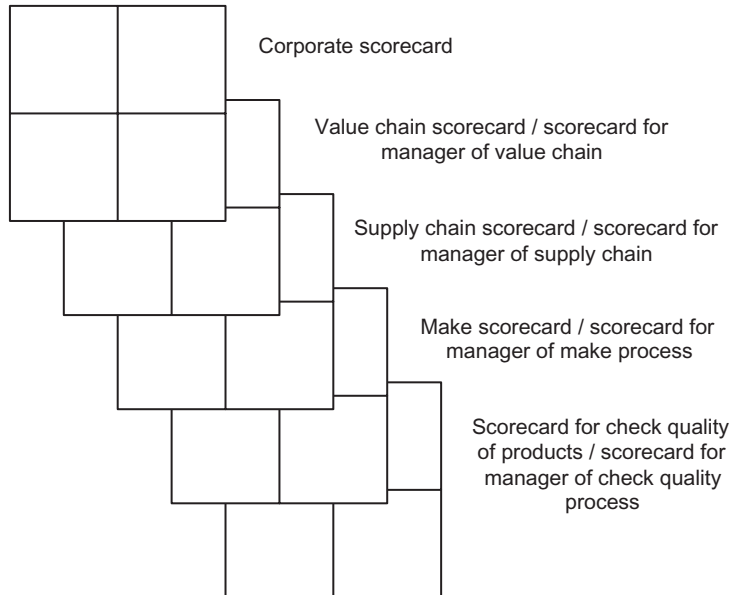 Corporate scorecard
Value chain scorecard / scorecard for
manager of value chain
Supply chain scorecard / scorecard for
manager of supply chain
Make scorecard / scorecard for
manager of make process
Scorecard for check quality
of products / scorecard for
manager of check quality
process